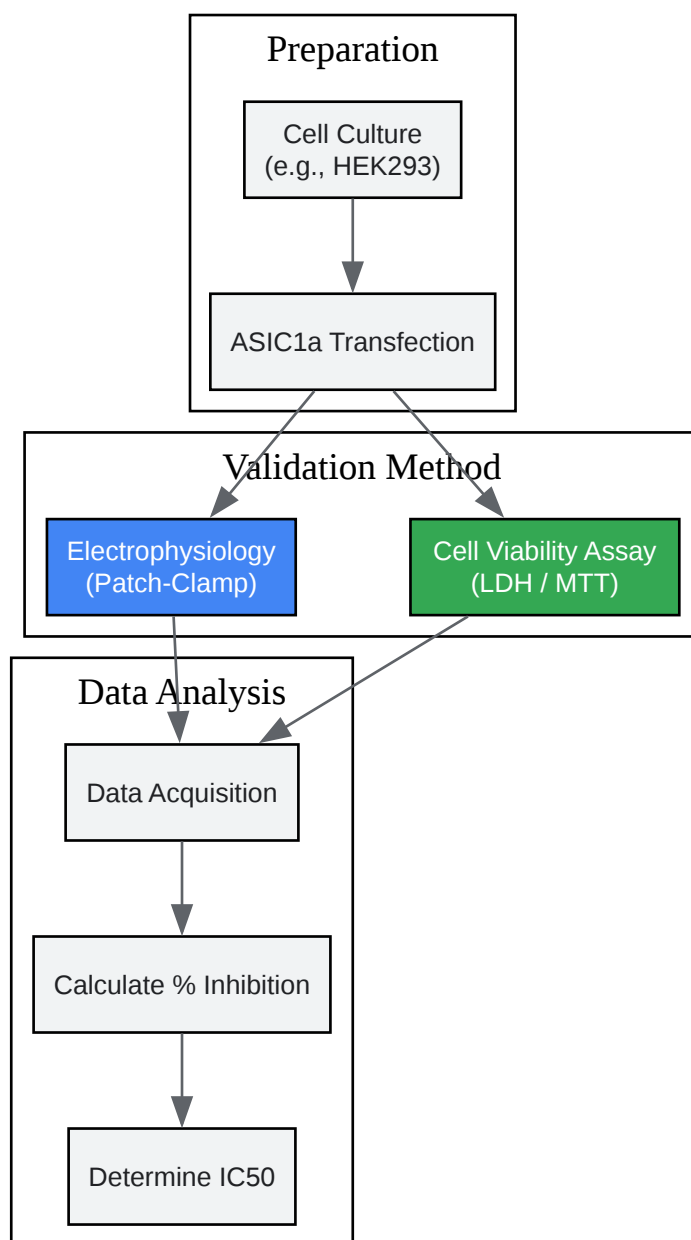 Preparation
Cell Culture
(e.g., HEK293)
ASIC1a Transfection
Validation Method
Electrophysiology
(Patch-Clamp)
Cell Viability Assay
(LDH / MTT)
Data Analysis
Data Acquisition
Calculate % Inhibition
Determine IC50